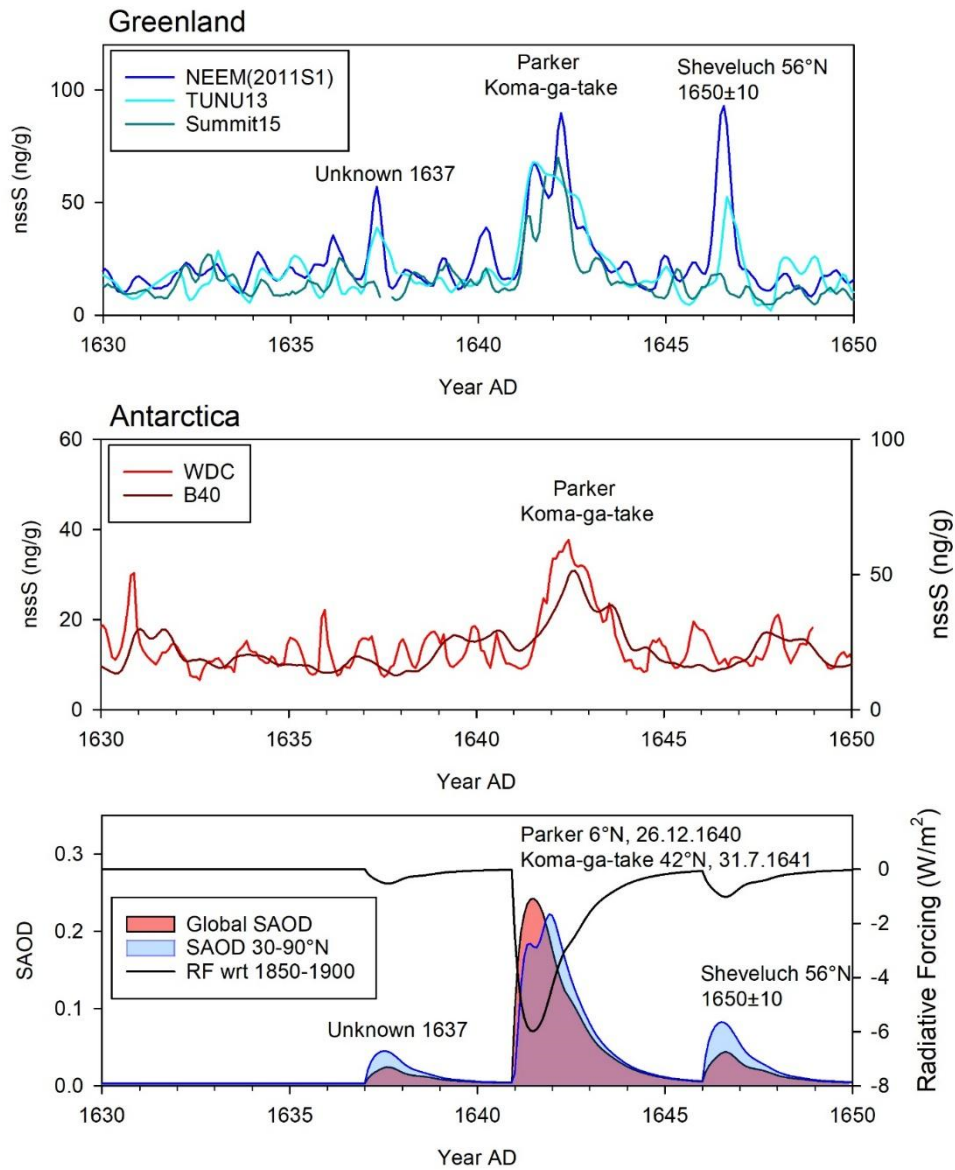 Greenland
NEEM(2011S1)
TUNU13
Summit15
Parker
Koma-ga-take
Sheveluch 56°N
1650±10
Unknown 1637
100
50
0
nssS (ng/g)
1630 1635 1640 1645 1650
Year AD
Antarctica
WDC
B40
Parker
Koma-ga-take
60
40
20
0
nssS (ng/g)
100
50
0
nssS (ng/g)
1630 1635 1640 1645 1650
Year AD
Parker 6°N, 26.12.1640
Koma-ga-take 42°N, 31.7.1641
Global SAOD
SAOD 30-90°N
RF wrt 1850-1900
Unknown 1637
Sheveluch 56°N
1650±10
0.3
0.2
0.1
0.0
SAOD
0
-2
-4
-6
-8
Radiative Forcing (W/m²)
1630 1635 1640 1645 1650
Year AD